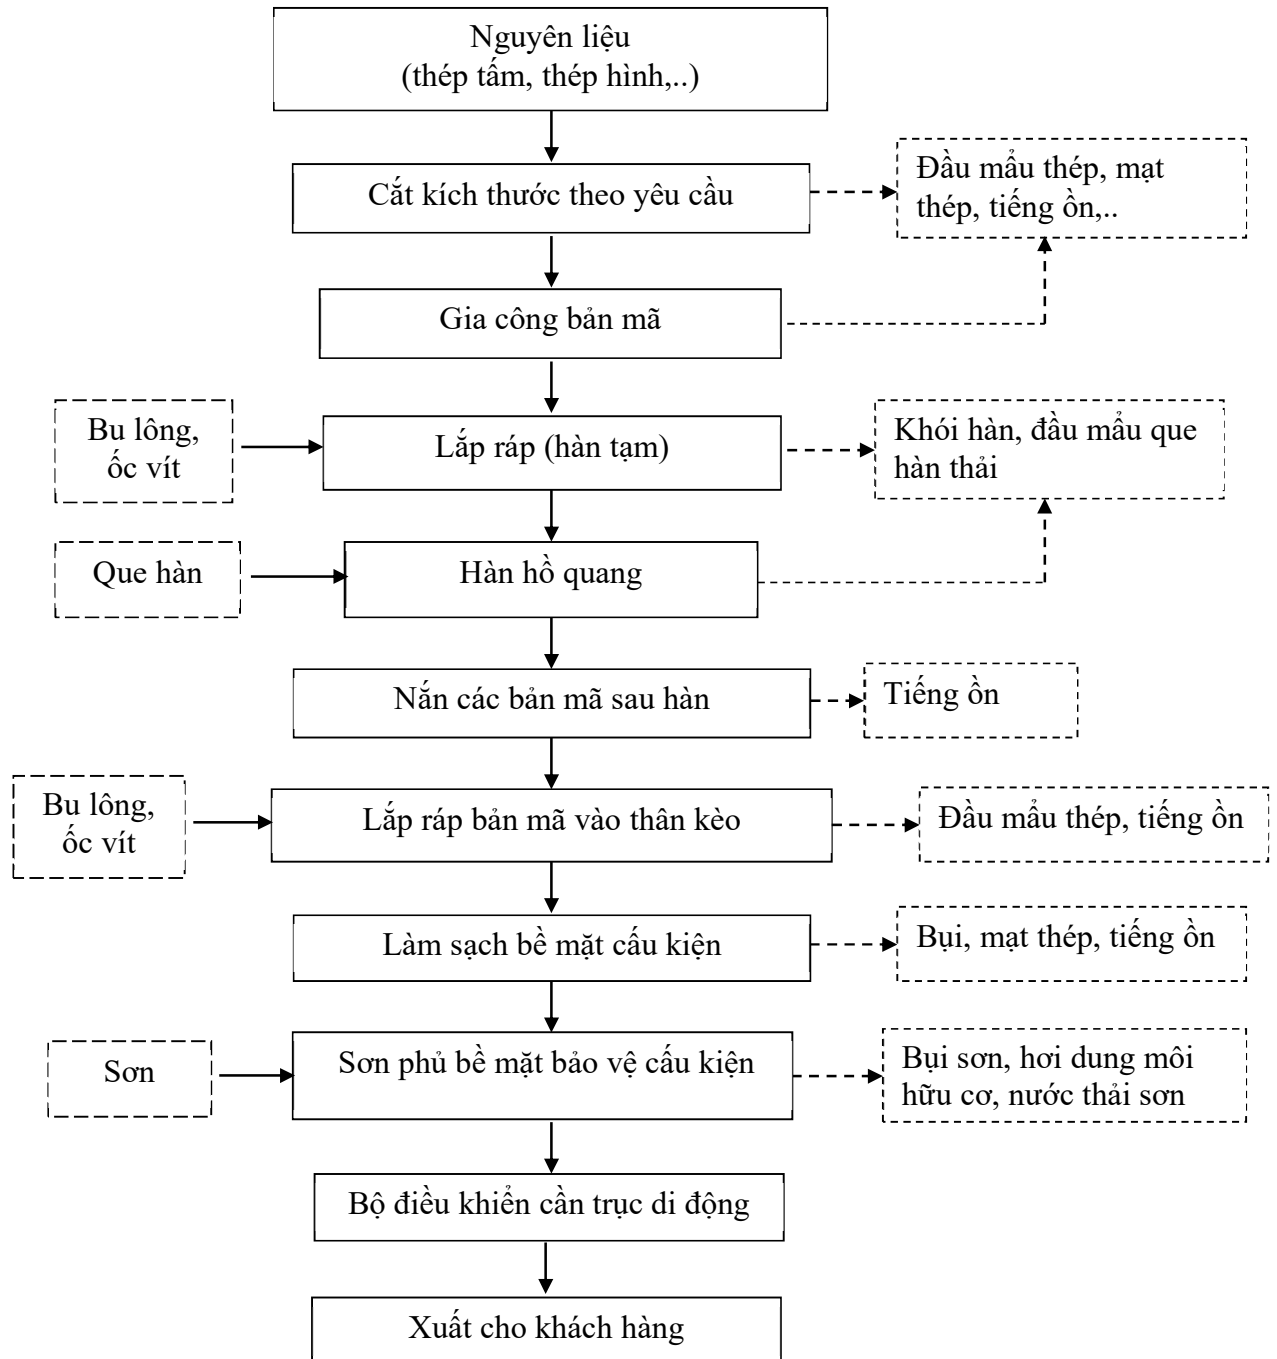 Nguyên liệu
(thép tấm, thép hình,..)
Cắt kích thước theo yêu cầu
Đầu mẩu thép, mạt
thép, tiếng ồn,..
Gia công bản mã
Bu lông,
ốc vít
Lắp ráp (hàn tạm)
Khói hàn, đầu mẩu que
hàn thải
Que hàn
Hàn hồ quang
Nắn các bản mã sau hàn
Tiếng ồn
Bu lông,
ốc vít
Lắp ráp bản mã vào thân kèo
Đầu mẩu thép, tiếng ồn
Làm sạch bề mặt cấu kiện
Bụi, mạt thép, tiếng ồn
Sơn
Sơn phủ bề mặt bảo vệ cấu kiện
Bụi sơn, hơi dung môi
hữu cơ, nước thải sơn
Bộ điều khiển cần trục di động
Xuất cho khách hàng